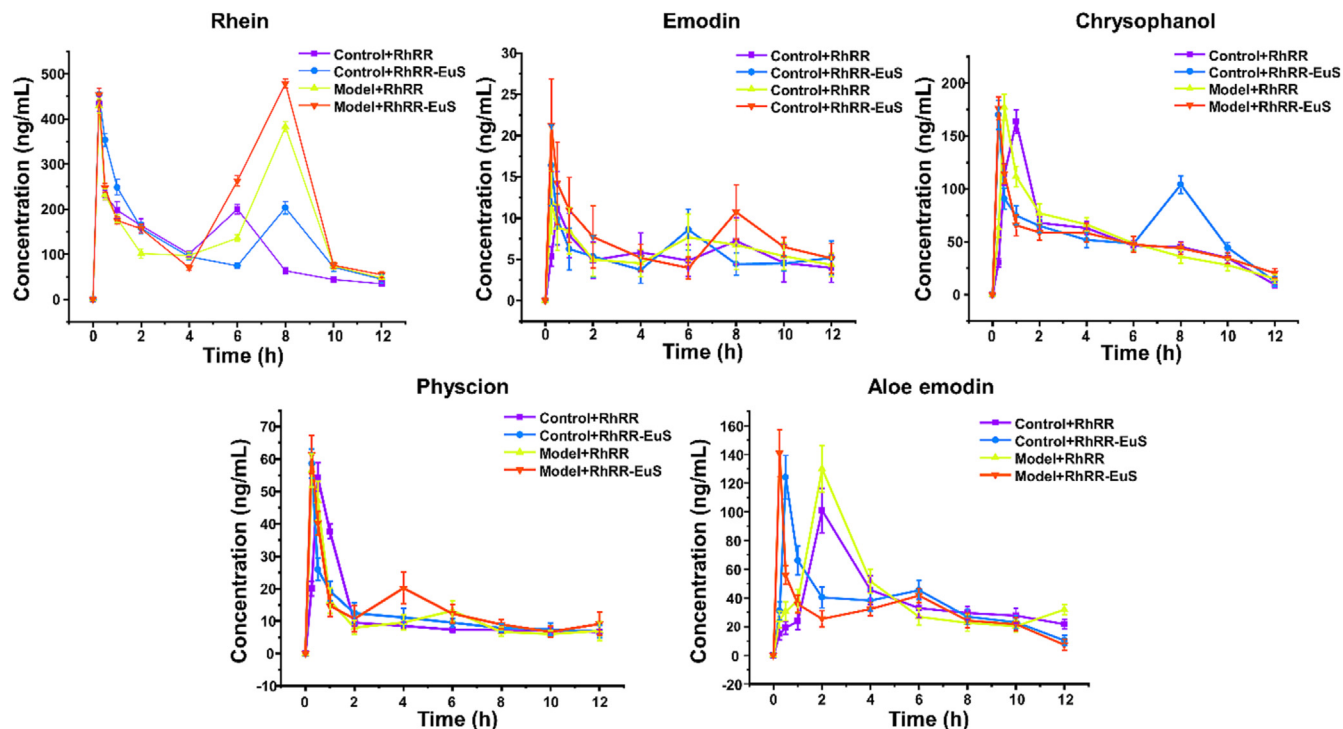 Rhein
Concentration (ng/mL)
500
400
300
200
100
0
Control+RhRR
Control+RhRR-EuS
Model+RhRR
Model+RhRR-EuS
0 2 4 6 8 10 12
Time (h)
Emodin
Concentration (ng/mL)
30
25
20
15
10
5
0
Control+RhRR
Control+RhRR-EuS
Control+RhRR
Control+RhRR-EuS
0 2 4 6 8 10 12
Time (h)
Chrysophanol
Concentration (ng/mL)
200
150
100
50
0
Control+RhRR
Control+RhRR-EuS
Model+RhRR
Model+RhRR-EuS
0 2 4 6 8 10 12
Time (h)
Physcion
Concentration (ng/mL)
70
60
50
40
30
20
10
0
-10
Control+RhRR
Control+RhRR-EuS
Model+RhRR
Model+RhRR-EuS
0 2 4 6 8 10 12
Time (h)
Aloe emodin
Concentration (ng/mL)
160
140
120
100
80
60
40
20
0
-20
Control+RhRR
Control+RhRR-EuS
Model+RhRR
Model+RhRR-EuS
0 2 4 6 8 10 12
Time (h)